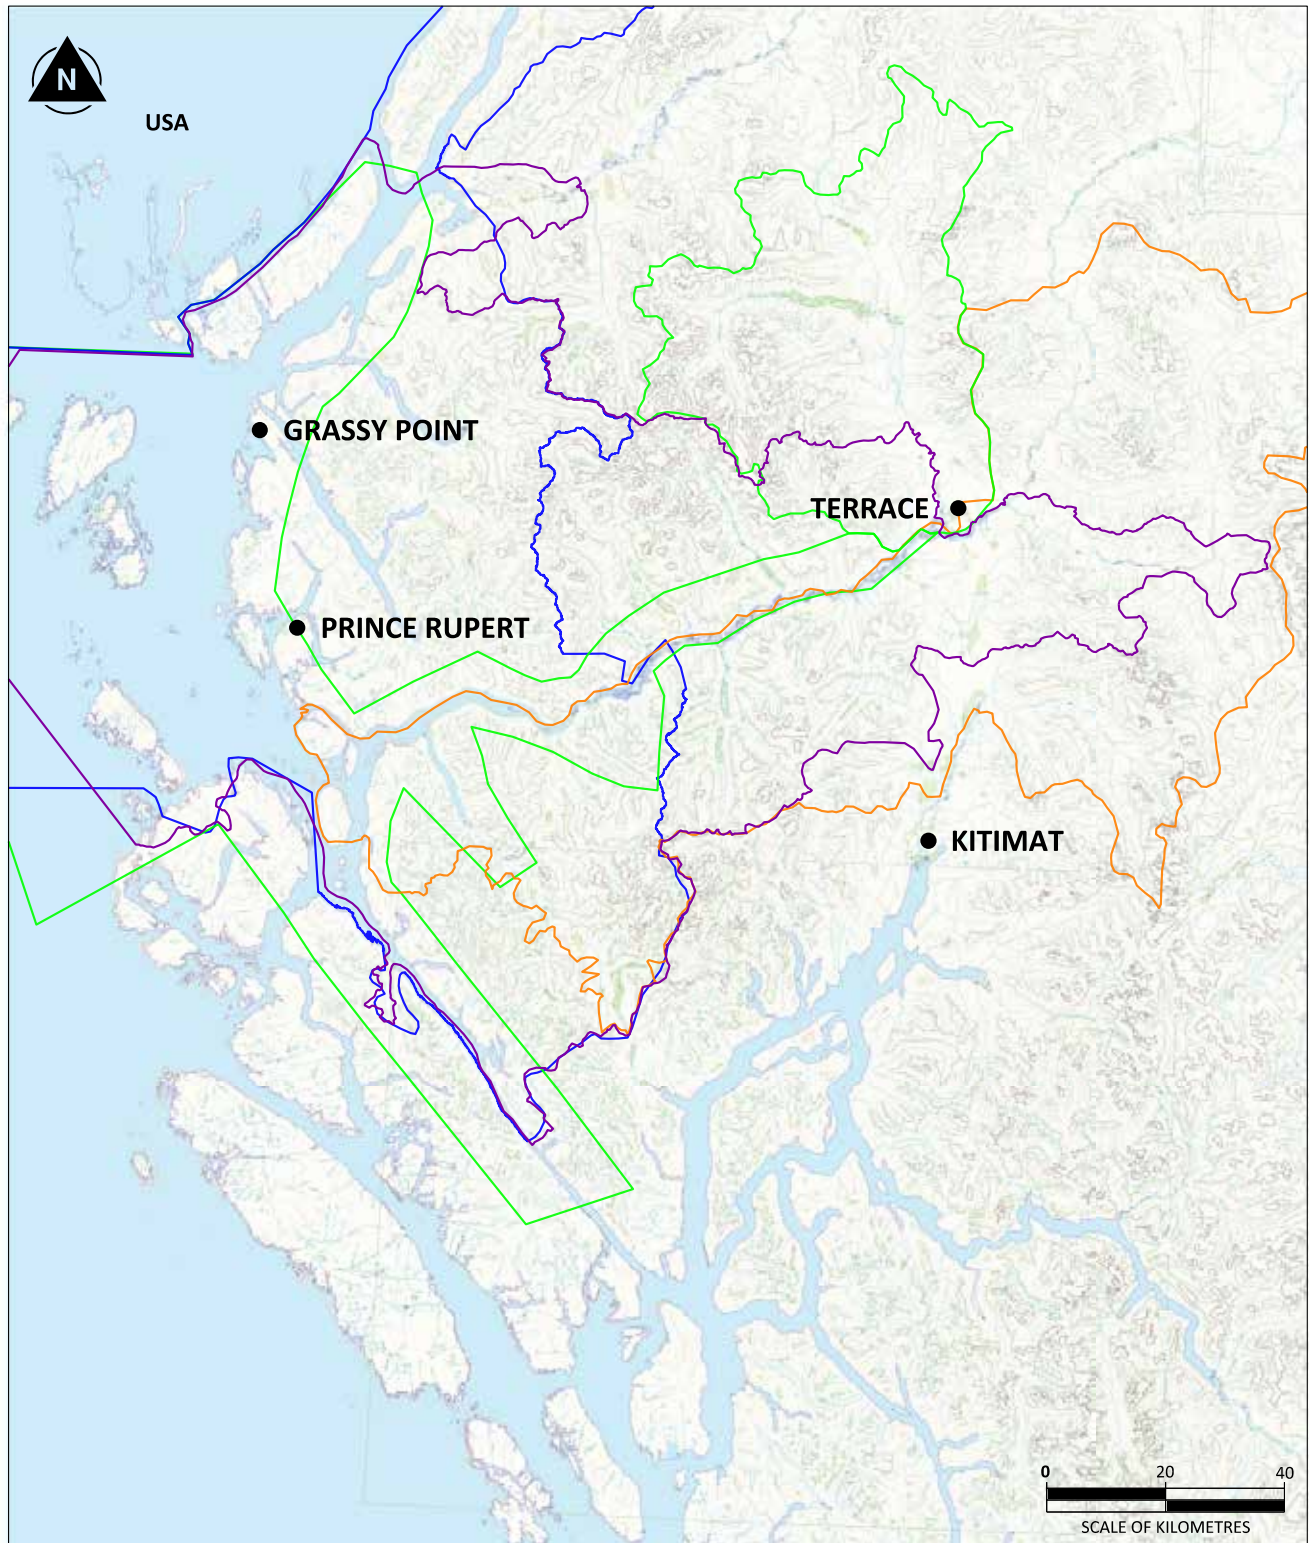 N
USA
GRASSY POINT
TERRACE
PRINCE RUPERT
KITIMAT
0 20 40
SCALE OF KILOMETRES